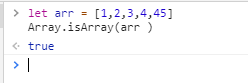 > let arr = [1,2,3,4,45]
Array.isArray(arr )
< true
>